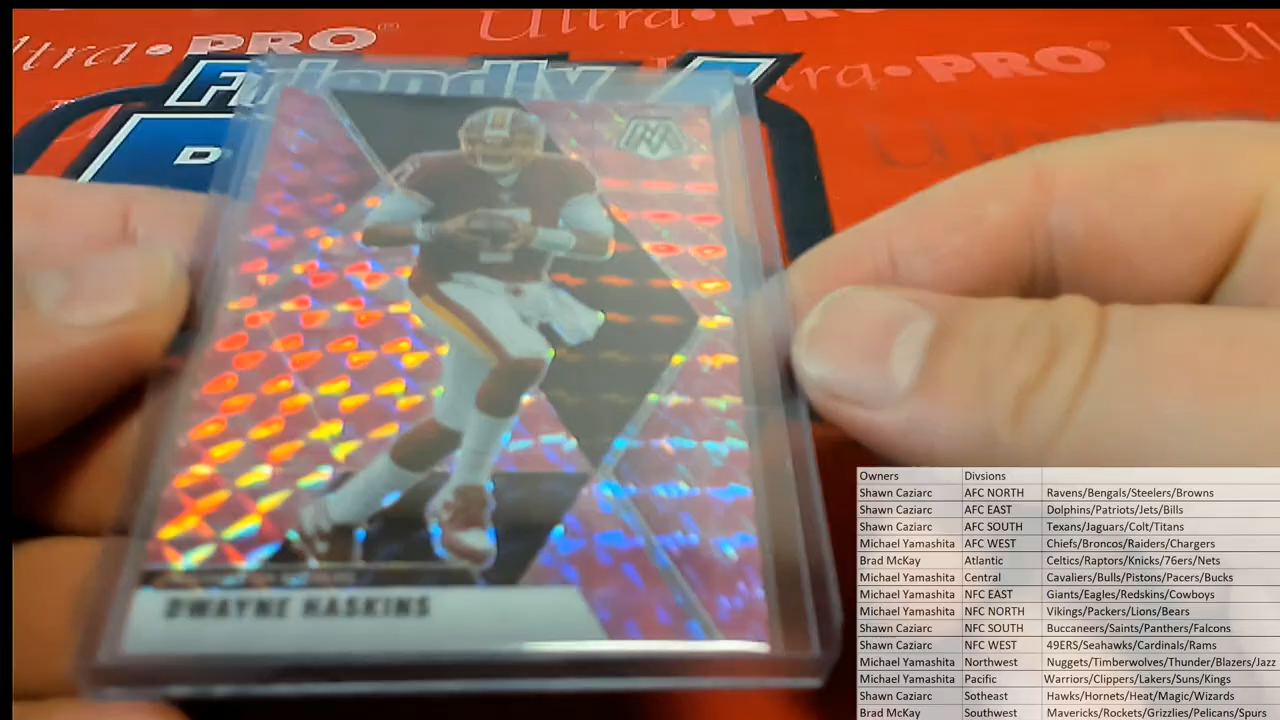 Ultra•PRO
Ultra•PRO
Ultra•PRO
Friendly
D
M
DWAYNE HASKINS
Owners Divsions
Shawn Caziarc AFC NORTH Ravens/Bengals/Steelers/Browns
Shawn Caziarc AFC EAST Dolphins/Patriots/Jets/Bills
Shawn Caziarc AFC SOUTH Texans/Jaguars/Colt/Titans
Michael Yamashita AFC WEST Chiefs/Broncos/Raiders/Chargers
Brad McKay Atlantic Celtics/Raptors/Knicks/76ers/Nets
Michael Yamashita Central Cavaliers/Bulls/Pistons/Pacers/Bucks
Michael Yamashita NFC EAST Giants/Eagles/Redskins/Cowboys
Michael Yamashita NFC NORTH Vikings/Packers/Lions/Bears
Shawn Caziarc NFC SOUTH Buccaneers/Saints/Panthers/Falcons
Shawn Caziarc NFC WEST 49ERS/Seahawks/Cardinals/Rams
Michael Yamashita Northwest Nuggets/Timberwolves/Thunder/Blazers/Jazz
Michael Yamashita Pacific Warriors/Clippers/Lakers/Suns/Kings
Shawn Caziarc Sotheast Hawks/Hornets/Heat/Magic/Wizards
Brad McKay Southwest Mavericks/Rockets/Grizzlies/Pelicans/Spurs